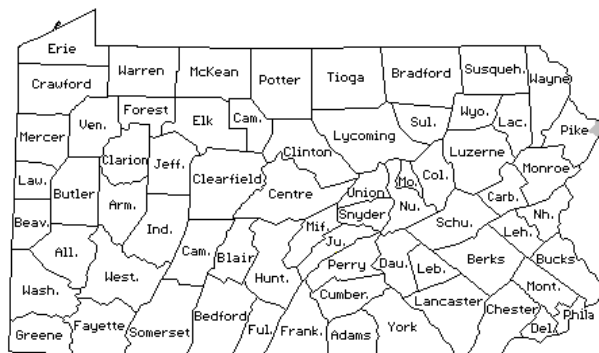 Erie
Crawford
Warren
McKean
Potter
Tioga
Bradford
Susqueh.
Wayne
Forest
Elk
Cam.
Ven.
Mercer
Clarion
Jeff.
Clearfield
Clinton
Lycoming
Sul.
Wyo.
Lac.
Pike
Luzerne
Monroe
Law.
Butler
Arm.
Ind.
Centre
Union
Mo.
Col.
Carb.
Snyder
Nu.
Schu.
Nh.
Leh.
Beav.
All.
West.
Cam.
Blair
Hunt.
Mif.
Ju.
Perry
Dau.
Leb.
Berks
Bucks
Mont.
Wash.
Greene
Fayette
Somerset
Bedford
Ful.
Frank.
Cumber.
Adams
York
Lancaster
Chester
Del.
Phila